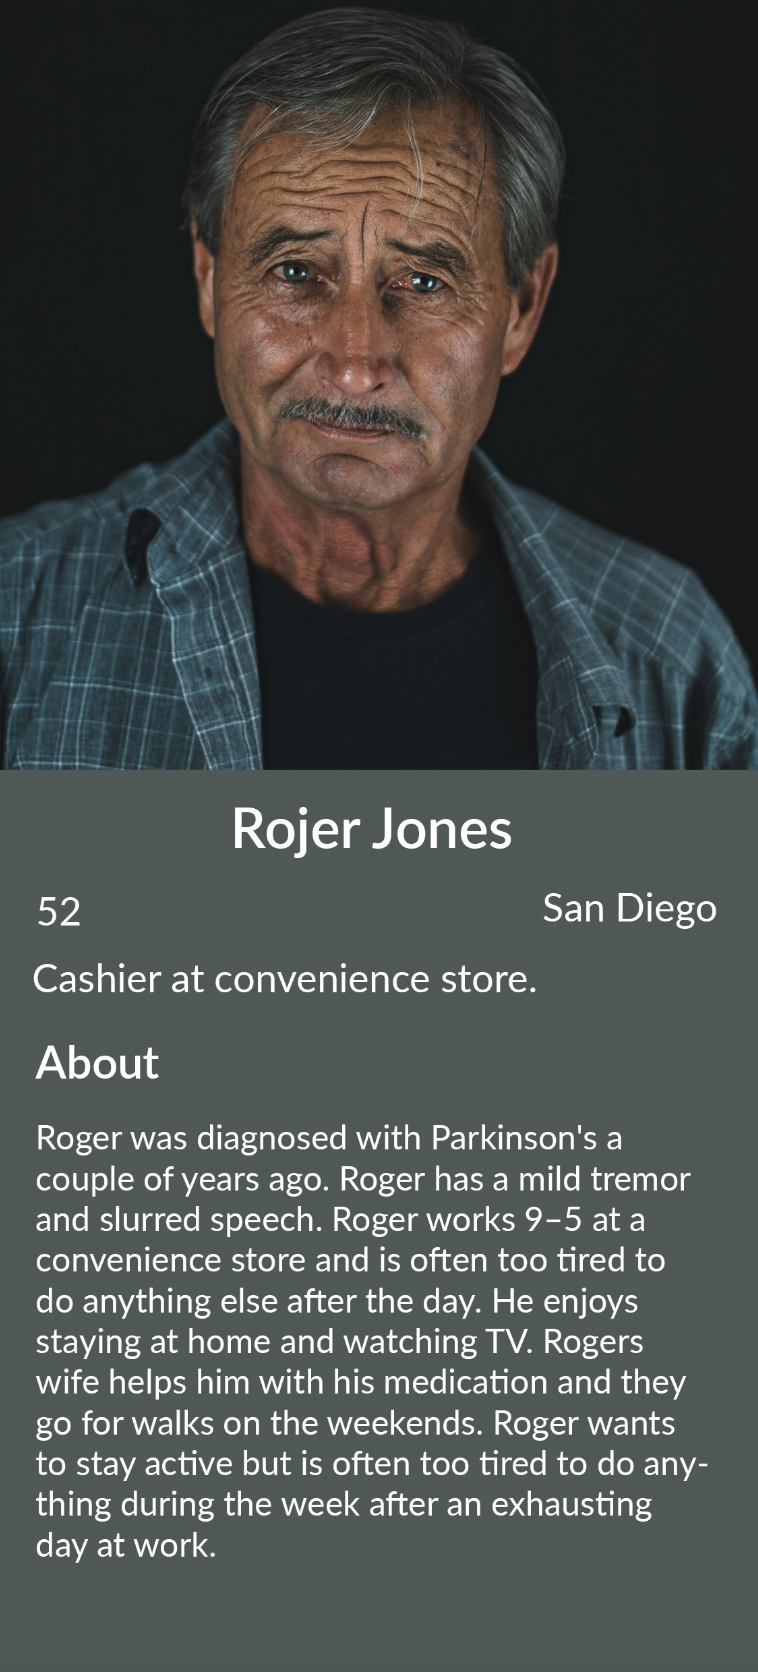 Rojer Jones
52 San Diego
Cashier at convenience store.
About
Roger was diagnosed with Parkinson's a
couple of years ago. Roger has a mild tremor
and slurred speech. Roger works 9–5 at a
convenience store and is often too tired to
do anything else after the day. He enjoys
staying at home and watching TV. Rogers
wife helps him with his medication and they
go for walks on the weekends. Roger wants
to stay active but is often too tired to do any-
thing during the week after an exhausting
day at work.